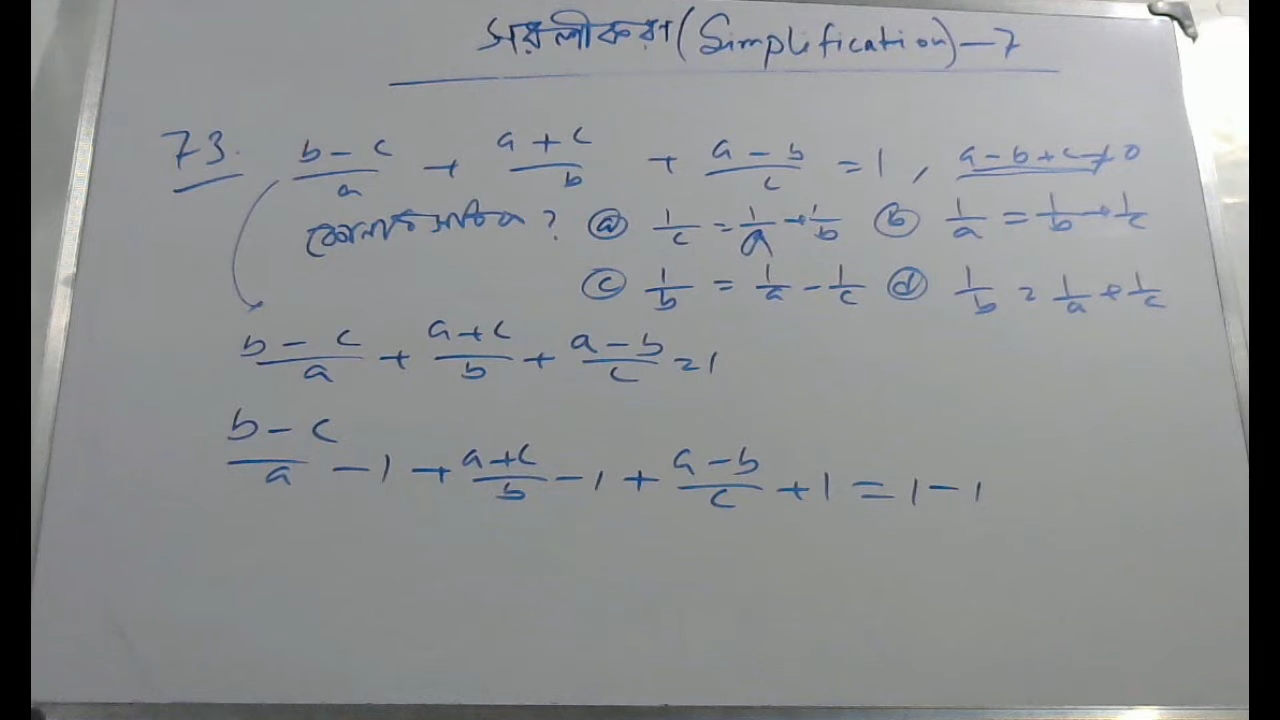 সরলীকরণ (Simplification) – 7
73. (b – c)/a + (a + c)/b + (a – b)/c = 1, a – b + c ≠ 0
কোনটি সঠিক? ⓐ 1/c = 1/a + 1/b ⓑ 1/a = 1/b + 1/c
ⓒ 1/b = 1/a – 1/c ⓓ 1/b = 1/a + 1/c
(b – c)/a + (a + c)/b + (a – b)/c = 1
(b – c)/a – 1 + (a + c)/b – 1 + (a – b)/c + 1 = 1 – 1